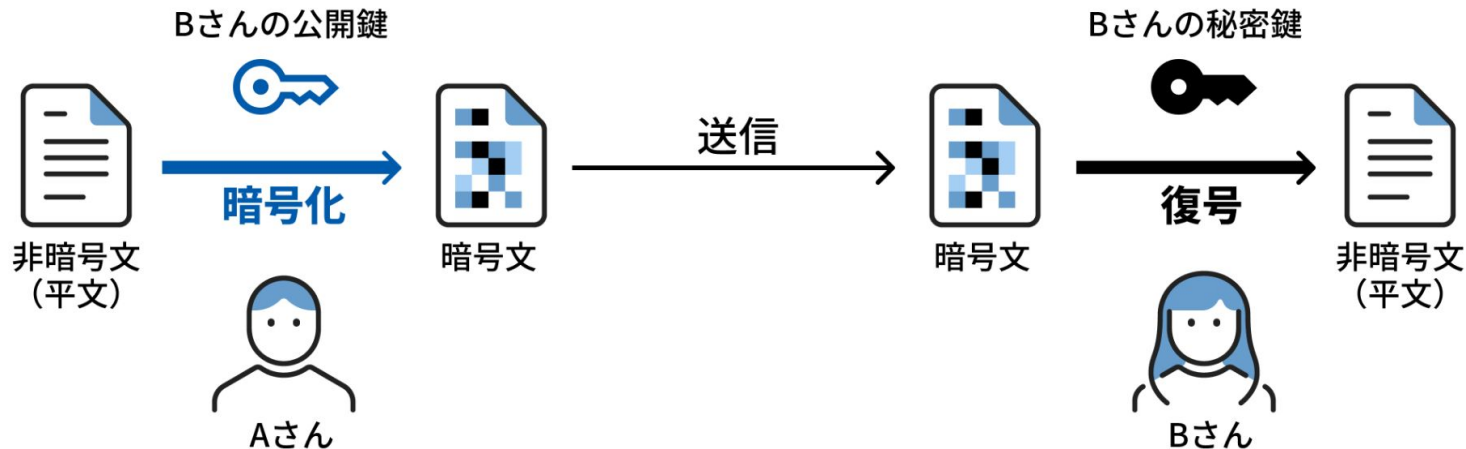 Bさんの公開鍵
Bさんの秘密鍵
送信
暗号化
復号
非暗号文
（平文）
暗号文
暗号文
非暗号文
（平文）
Aさん
Bさん